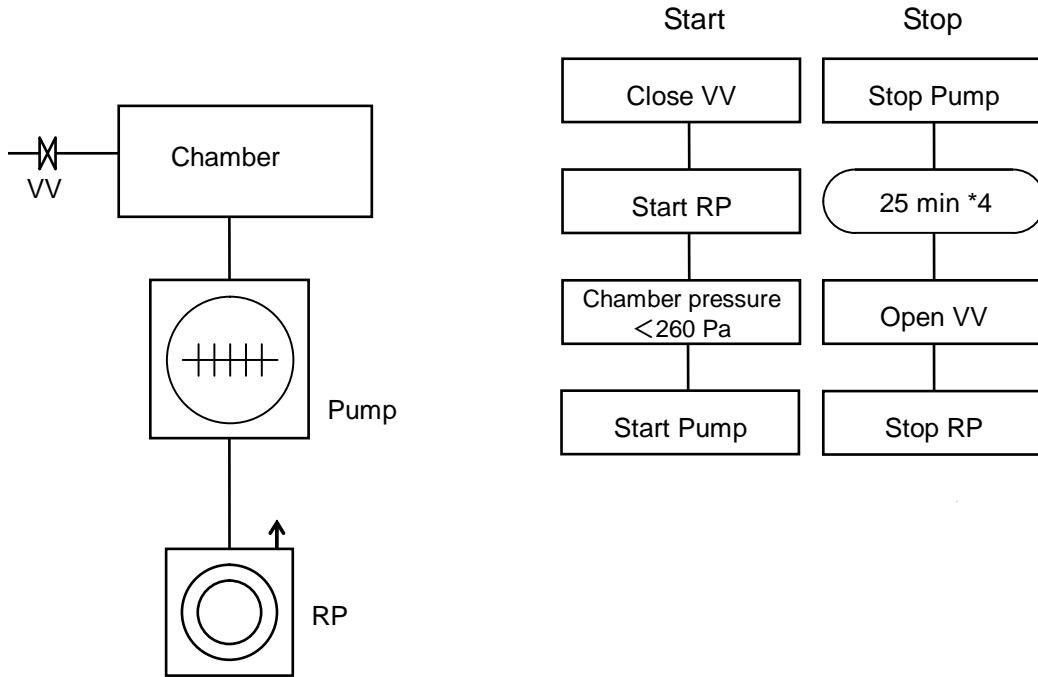 Start
Stop
Close VV
Stop Pump
Chamber
VV
Start RP
25 min *4
Chamber pressure
＜260 Pa
Open VV
Pump
Start Pump
Stop RP
RP